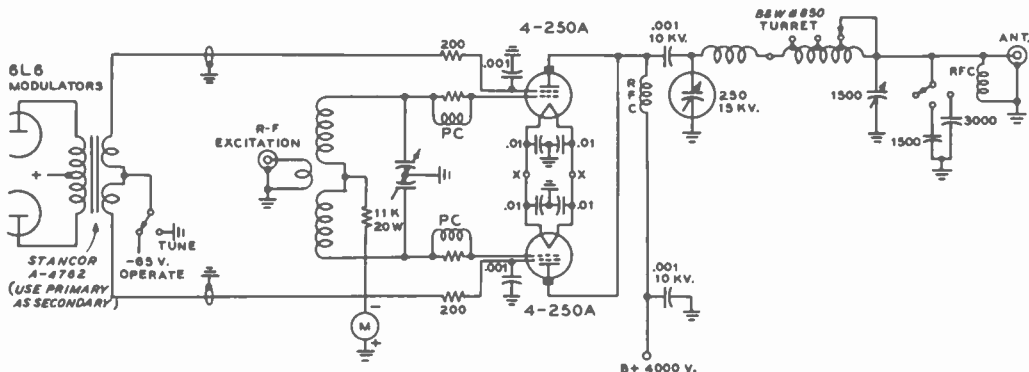 4-250A
.001
10 KV.
B&W #850
TURRET
ANT.
6L6
MODULATORS
200
.001
RFC
250
15 KV.
1500
RFC
3000
1500
R-F
EXCITATION
PC
.01
.01
+
X
X
11 K
20 W
PC
.01
.01
TUNE
-65 V.
OPERATE
STANCOR
A-4762
(USE PRIMARY
AS SECONDARY)
.001
200
4-250A
.001
10 KV.
-
M
+
B+ 4000 V.